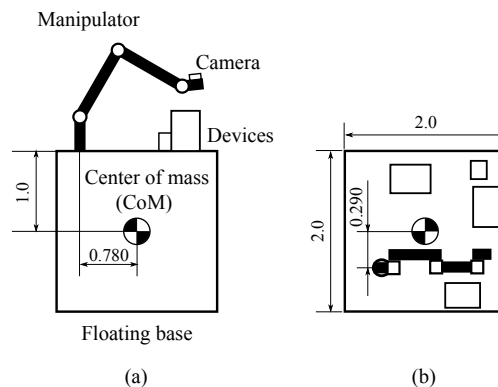 Manipulator
Camera
Devices
1.0
Center of mass
(CoM)
0.780
Floating base
(a)
2.0
2.0
0.290
(b)